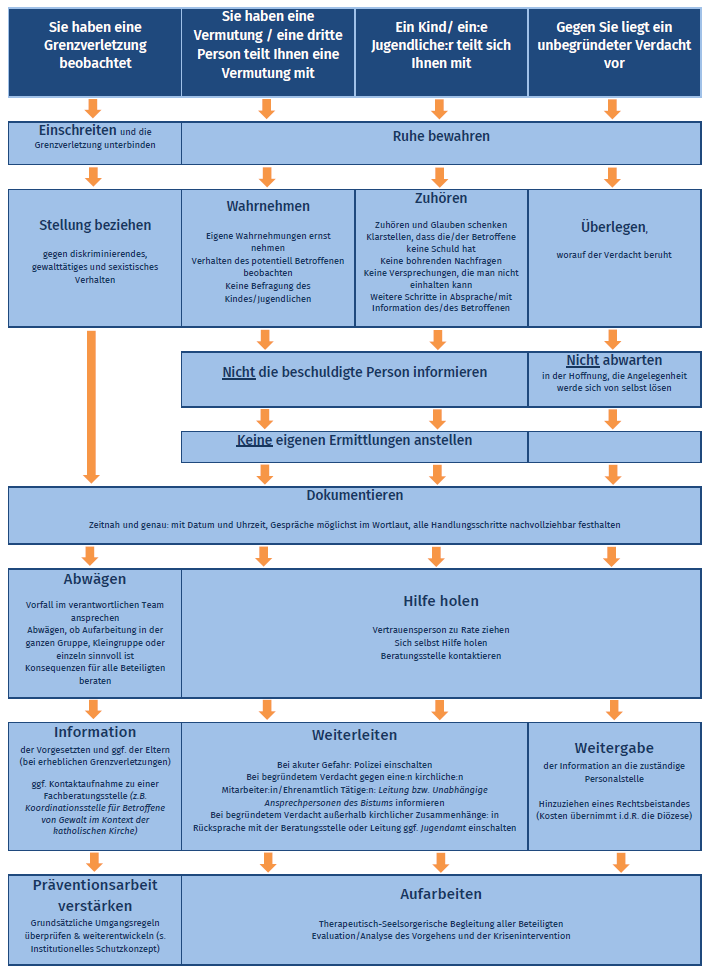 Sie haben eine
Grenzverletzung
beobachtet
Sie haben eine
Vermutung / eine dritte
Person teilt Ihnen eine
Vermutung mit
Ein Kind/ ein:e
Jugendliche:r teilt sich
Ihnen mit
Gegen Sie liegt ein
unbegründeter Verdacht
vor
Einschreiten und die
Grenzverletzung unterbinden
Ruhe bewahren
Stellung beziehen
gegen diskriminierendes,
gewalttätiges und sexistisches
Verhalten
Wahrnehmen
Eigene Wahrnehmungen ernst
nehmen
Verhalten des potentiell Betroffenen
beobachten
Keine Befragung des
Kindes/Jugendlichen
Zuhören
Zuhören und Glauben schenken
Klarstellen, dass die/der Betroffene
keine Schuld hat
Keine bohrenden Nachfragen
Keine Versprechungen, die man nicht
einhalten kann
Weitere Schritte in Absprache/mit
Information des/des Betroffenen
Überlegen,
worauf der Verdacht beruht
Nicht die beschuldigte Person informieren
Nicht abwarten
in der Hoffnung, die Angelegenheit
werde sich von selbst lösen
Keine eigenen Ermittlungen anstellen
Dokumentieren
Zeitnah und genau: mit Datum und Uhrzeit, Gespräche möglichst im Wortlaut, alle Handlungsschritte nachvollziehbar festhalten
Abwägen
Vorfall im verantwortlichen Team
ansprechen
Abwägen, ob Aufarbeitung in der
ganzen Gruppe, Kleingruppe oder
einzeln sinnvoll ist
Konsequenzen für alle Beteiligten
beraten
Hilfe holen
Vertrauensperson zu Rate ziehen
Sich selbst Hilfe holen
Beratungsstelle kontaktieren
Information
der Vorgesetzten und ggf. der Eltern
(bei erheblichen Grenzverletzungen)
ggf. Kontaktaufnahme zu einer
Fachberatungsstelle (z.B.
Koordinationsstelle für Betroffene
von Gewalt im Kontext der
katholischen Kirche)
Weiterleiten
Bei akuter Gefahr: Polizei einschalten
Bei begründetem Verdacht gegen eine:n kirchliche:n
Mitarbeiter:in/Ehrenamtlich Tätige:n: Leitung bzw. Unabhängige
Ansprechpersonen des Bistums informieren
Bei begründetem Verdacht außerhalb kirchlicher Zusammenhänge: in
Rücksprache mit der Beratungsstelle oder Leitung ggf. Jugendamt einschalten
Weitergabe
der Information an die zuständige
Personalstelle
Hinzuziehen eines Rechtsbeistandes
(Kosten übernimmt i.d.R. die Diözese)
Präventionsarbeit
verstärken
Grundsätzliche Umgangsregeln
überprüfen & weiterentwickeln (s.
Institutionelles Schutzkonzept)
Aufarbeiten
Therapeutisch-Seelsorgerische Begleitung aller Beteiligten
Evaluation/Analyse des Vorgehens und der Krisenintervention